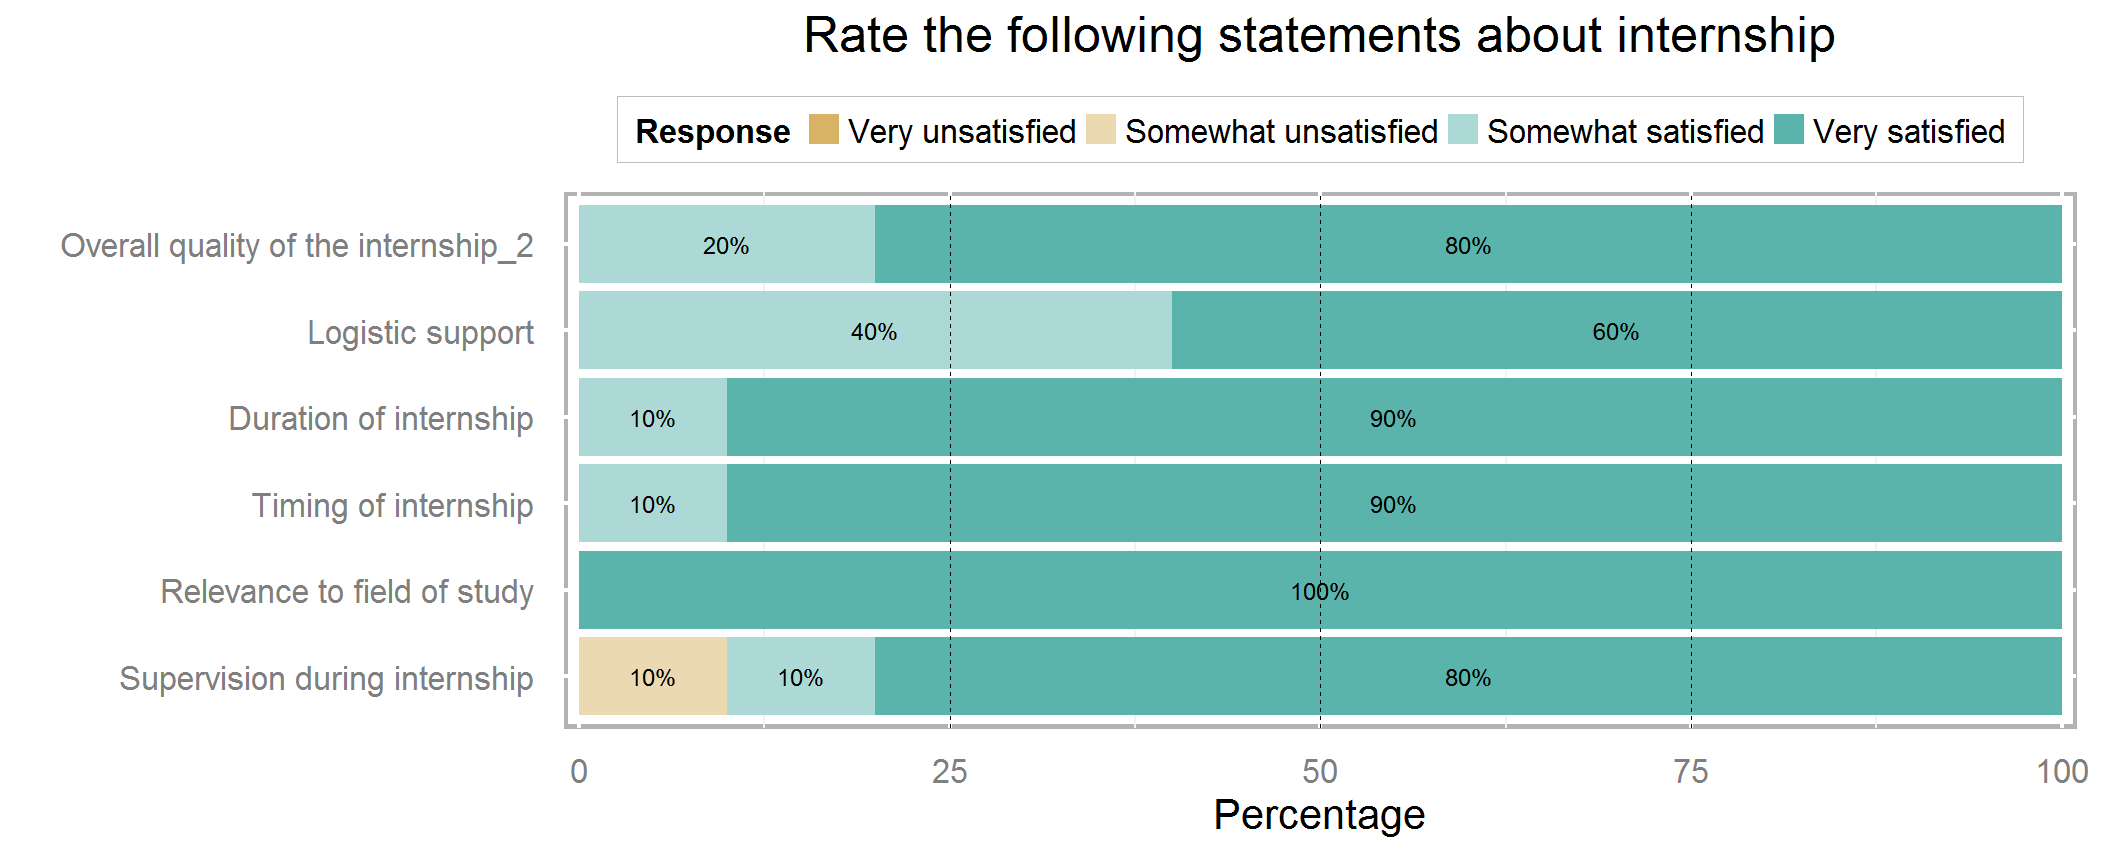 Rate the following statements about internship
Response Very unsatisfied Somewhat unsatisfied Somewhat satisfied Very satisfied
Overall quality of the internship_2 20% 80%
Logistic support 40% 60%
Duration of internship 10% 90%
Timing of internship 10% 90%
Relevance to field of study 100%
Supervision during internship 10% 10% 80%
0 25 50 75 100
Percentage